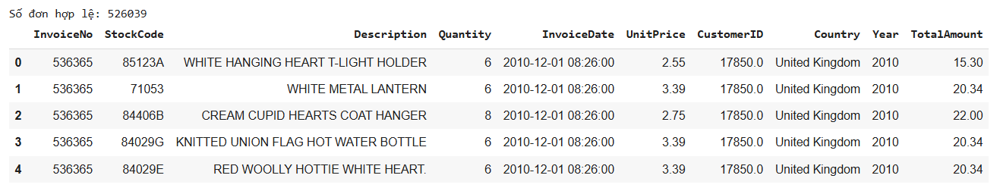 Số đơn hợp lệ: 526039
InvoiceNo StockCode Description Quantity InvoiceDate UnitPrice CustomerID Country Year TotalAmount
0 536365 85123A WHITE HANGING HEART T-LIGHT HOLDER 6 2010-12-01 08:26:00 2.55 17850.0 United Kingdom 2010 15.30
1 536365 71053 WHITE METAL LANTERN 6 2010-12-01 08:26:00 3.39 17850.0 United Kingdom 2010 20.34
2 536365 84406B CREAM CUPID HEARTS COAT HANGER 8 2010-12-01 08:26:00 2.75 17850.0 United Kingdom 2010 22.00
3 536365 84029G KNITTED UNION FLAG HOT WATER BOTTLE 6 2010-12-01 08:26:00 3.39 17850.0 United Kingdom 2010 20.34
4 536365 84029E RED WOOLLY HOTTIE WHITE HEART. 6 2010-12-01 08:26:00 3.39 17850.0 United Kingdom 2010 20.34